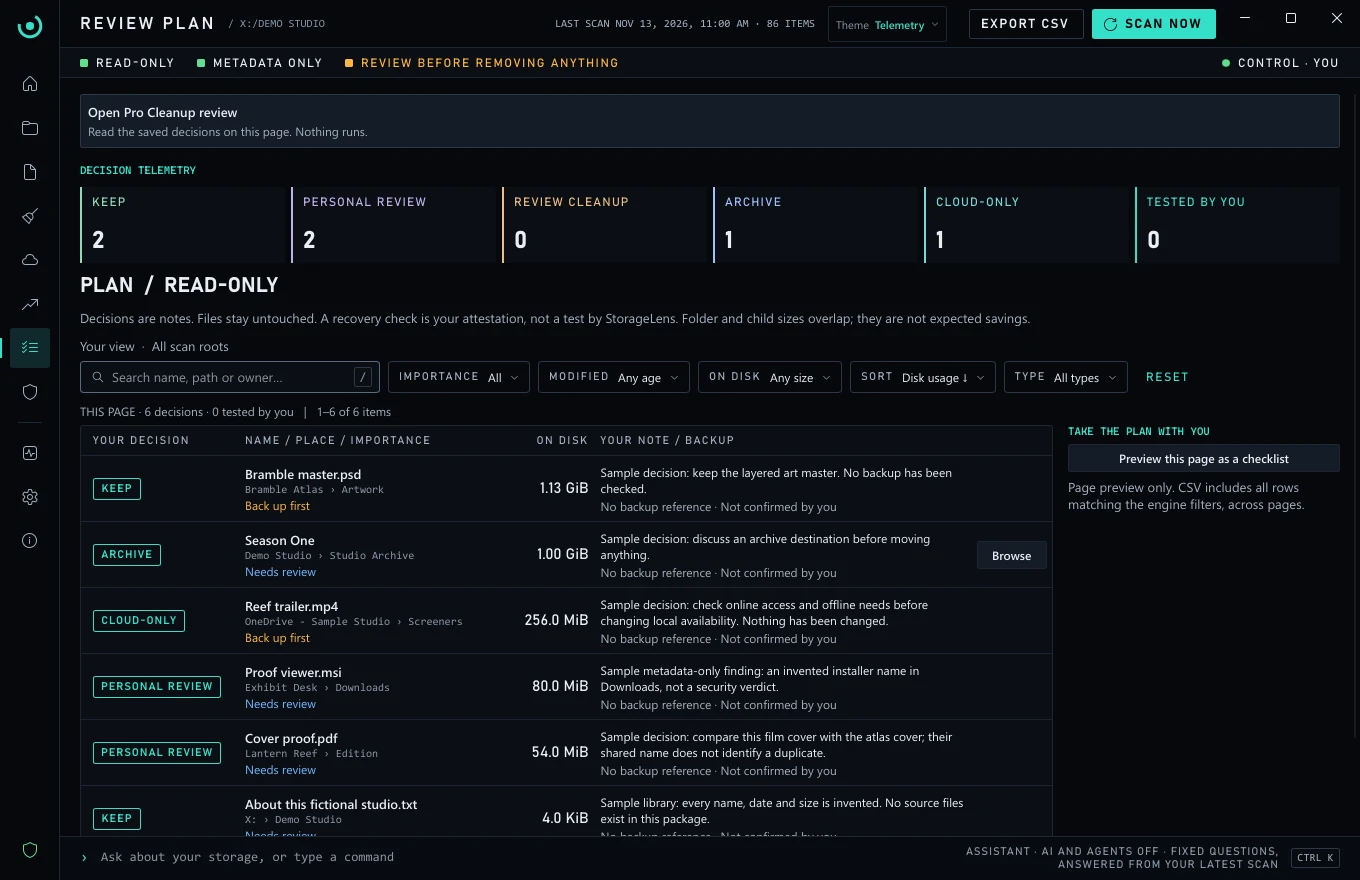 REVIEW PLAN / X:/DEMO STUDIO LAST SCAN NOV 13, 2026, 11:00 AM · 86 ITEMS Theme Telemetry EXPORT CSV SCAN NOW
READ-ONLY METADATA ONLY REVIEW BEFORE REMOVING ANYTHING CONTROL · YOU
Open Pro Cleanup review
Read the saved decisions on this page. Nothing runs.
DECISION TELEMETRY
KEEP PERSONAL REVIEW REVIEW CLEANUP ARCHIVE CLOUD-ONLY TESTED BY YOU
2 2 0 1 1 0
PLAN / READ-ONLY
Decisions are notes. Files stay untouched. A recovery check is your attestation, not a test by StorageLens. Folder and child sizes overlap; they are not expected savings.
Your view · All scan roots
Search name, path or owner... / IMPORTANCE All MODIFIED Any age ON DISK Any size SORT Disk usage ↓ TYPE All types RESET
THIS PAGE · 6 decisions · 0 tested by you | 1–6 of 6 items
YOUR DECISION NAME / PLACE / IMPORTANCE ON DISK YOUR NOTE / BACKUP
KEEP
Bramble master.psd
Bramble Atlas › Artwork
Back up first
1.13 GiB
Sample decision: keep the layered art master. No backup has been
checked.
No backup reference · Not confirmed by you
ARCHIVE
Season One
Demo Studio › Studio Archive
Needs review
1.00 GiB
Sample decision: discuss an archive destination before moving
anything.
No backup reference · Not confirmed by you
Browse
CLOUD-ONLY
Reef trailer.mp4
OneDrive - Sample Studio › Screeners
Back up first
256.0 MiB
Sample decision: check online access and offline needs before
changing local availability. Nothing has been changed.
No backup reference · Not confirmed by you
PERSONAL REVIEW
Proof viewer.msi
Exhibit Desk › Downloads
Needs review
80.0 MiB
Sample metadata-only finding: an invented installer name in
Downloads, not a security verdict.
No backup reference · Not confirmed by you
PERSONAL REVIEW
Cover proof.pdf
Lantern Reef › Edition
Needs review
54.0 MiB
Sample decision: compare this film cover with the atlas cover; their
shared name does not identify a duplicate.
No backup reference · Not confirmed by you
KEEP
About this fictional studio.txt
X: › Demo Studio
Needs review
4.0 KiB
Sample library: every name, date and size is invented. No source files
exist in this package.
No backup reference · Not confirmed by you
TAKE THE PLAN WITH YOU
Preview this page as a checklist
Page preview only. CSV includes all rows
matching the engine filters, across pages.
› Ask about your storage, or type a command
ASSISTANT · AI AND AGENTS OFF · FIXED QUESTIONS,
ANSWERED FROM YOUR LATEST SCAN
CTRL K